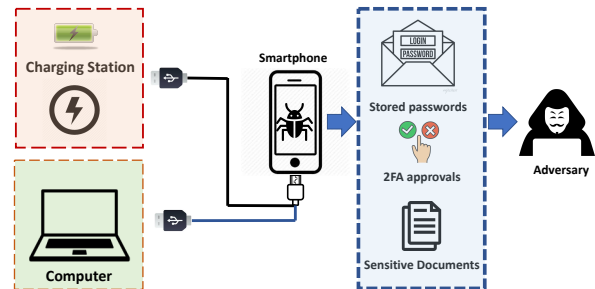 Charging Station
Computer
Smartphone
LOGIN
PASSWORD
Stored passwords
2FA approvals
Sensitive Documents
Adversary